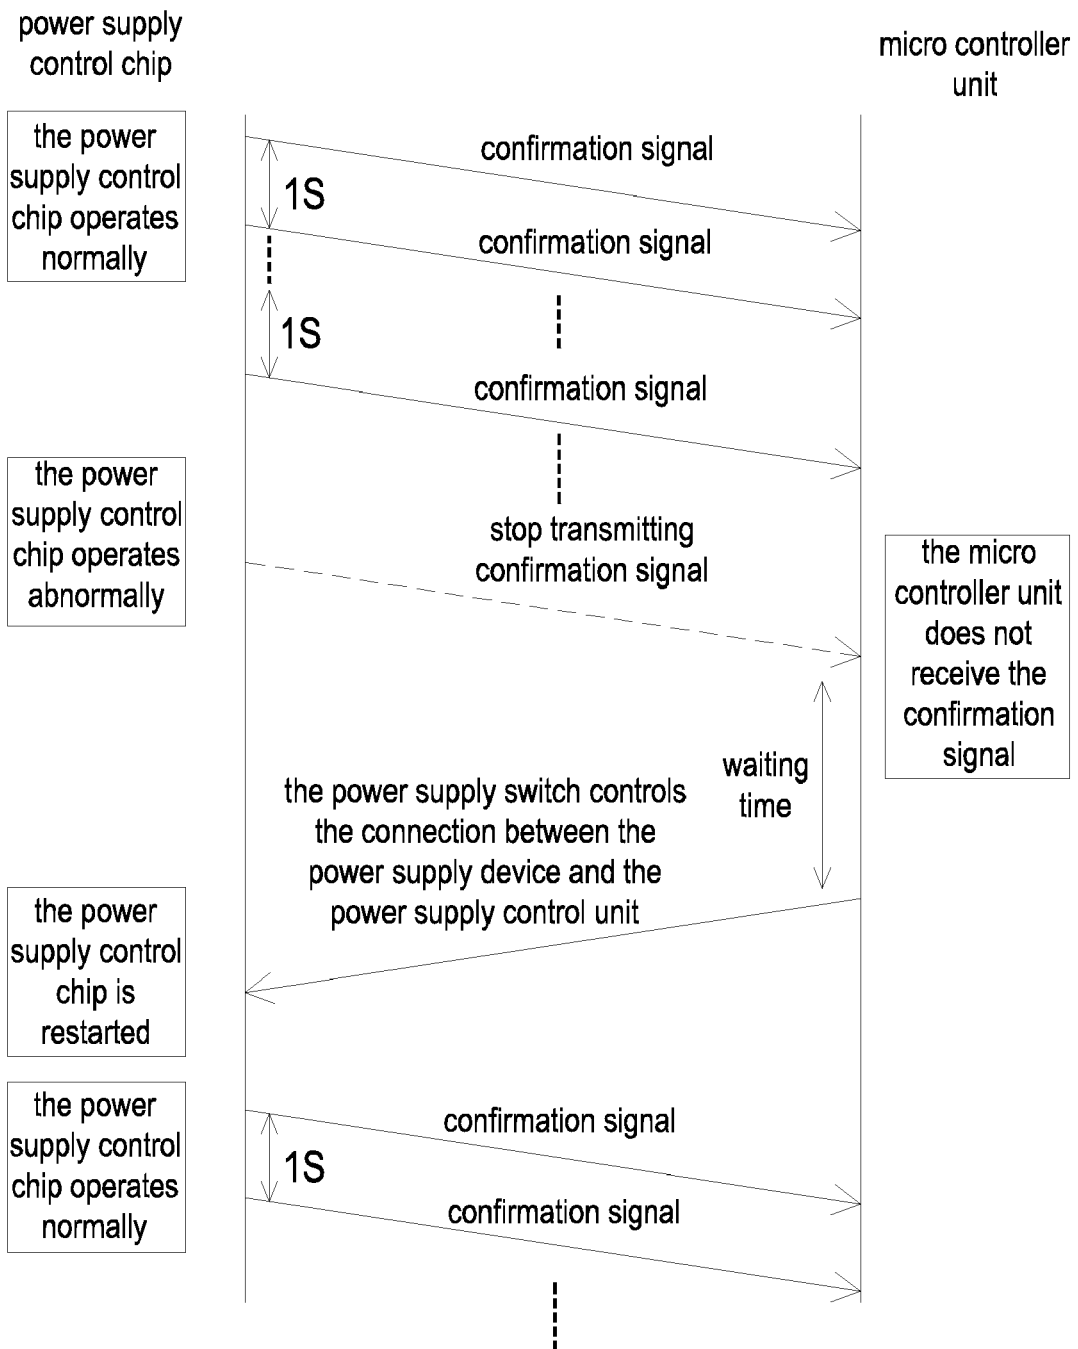 power supply
control chip
micro controller
unit
the power
supply control
chip operates
normally
confirmation signal
1S
confirmation signal
1S
confirmation signal
the power
supply control
chip operates
abnormally
stop transmitting
confirmation signal
the micro
controller unit
does not
receive the
confirmation
signal
waiting
time
the power supply switch controls
the connection between the
power supply device and the
power supply control unit
the power
supply control
chip is
restarted
the power
supply control
chip operates
normally
confirmation signal
1S
confirmation signal